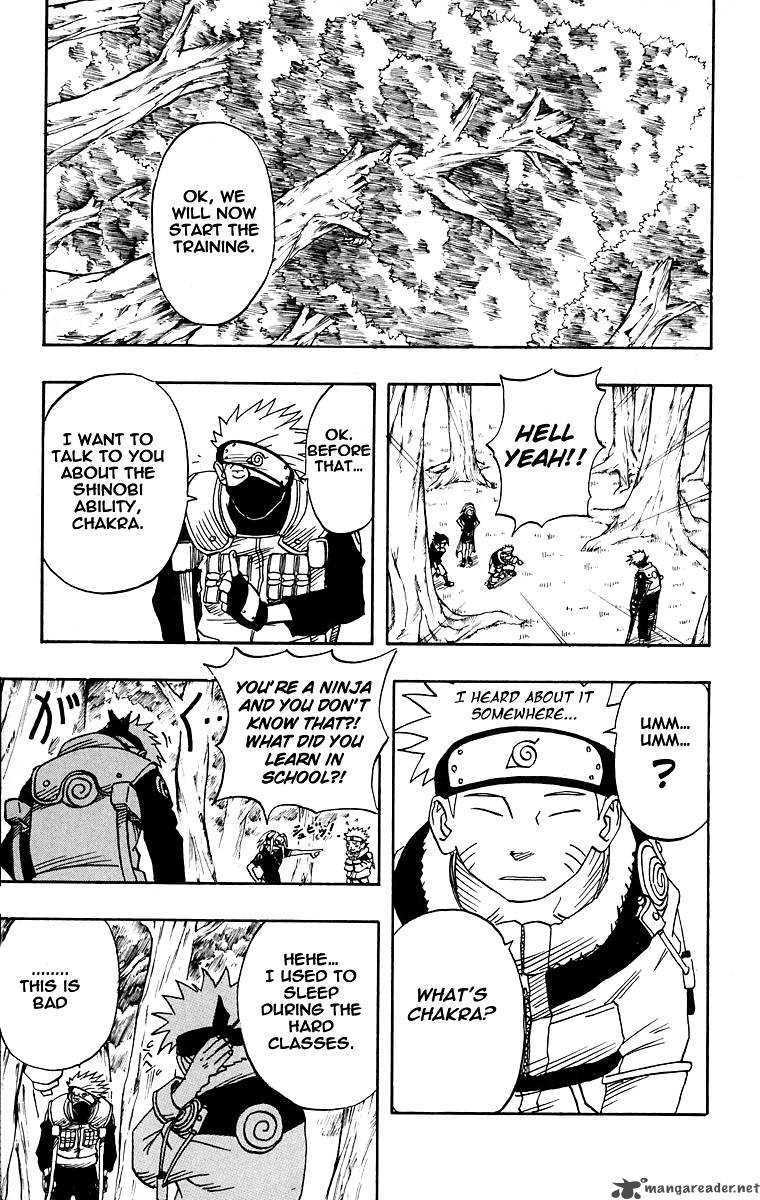 OK, WE
WILL NOW
START THE
TRAINING.
HELL
YEAH!!
OK.
BEFORE
THAT...
I WANT TO
TALK TO YOU
ABOUT THE
SHINOBI
ABILITY,
CHAKRA.
UMM...
UMM...
?
I HEARD ABOUT IT
SOMEWHERE...
WHAT'S
CHAKRA?
YOU'RE A NINJA
AND YOU DON'T
KNOW THAT?!
WHAT DID YOU
LEARN IN
SCHOOL?!
HEHE...
I USED TO
SLEEP
DURING THE
HARD
CLASSES.
........
THIS IS
BAD
mangareader.net